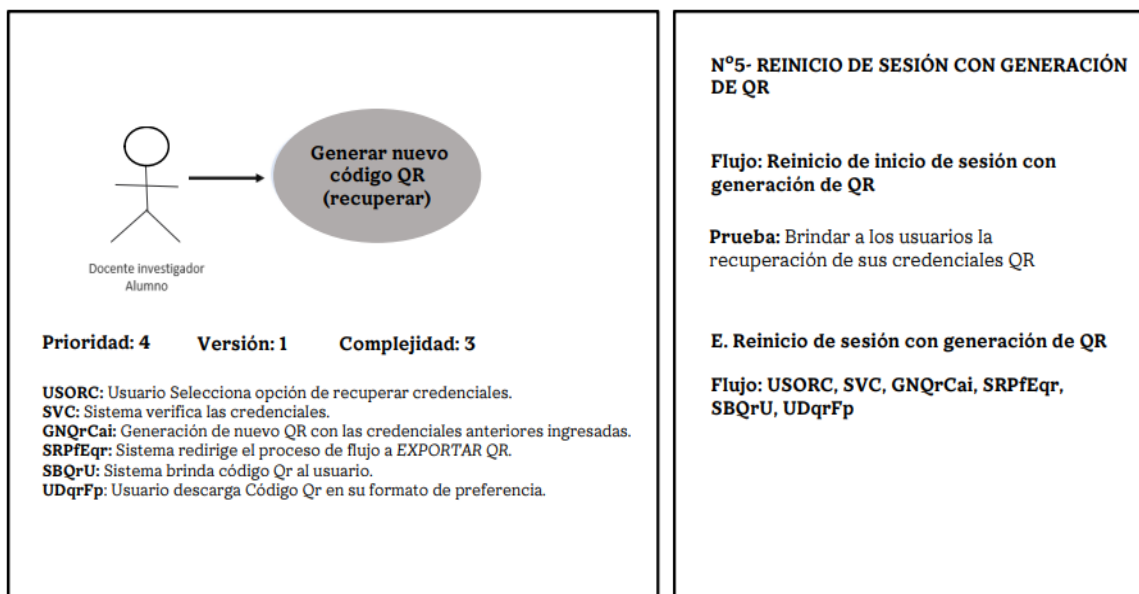 Generar nuevo
código QR
(recuperar)
Docente investigador
Alumno
Prioridad: 4 Versión: 1 Complejidad: 3
USORC: Usuario Selecciona opción de recuperar credenciales.
SVC: Sistema verifica las credenciales.
GNQrCai: Generación de nuevo QR con las credenciales anteriores ingresadas.
SRPfEqr: Sistema redirige el proceso de flujo a EXPORTAR QR.
SBQrU: Sistema brinda código Qr al usuario.
UDqrFp: Usuario descarga Código Qr en su formato de preferencia.
Nº5- REINICIO DE SESIÓN CON GENERACIÓN
DE QR
Flujo: Reinicio de inicio de sesión con
generación de QR
Prueba: Brindar a los usuarios la
recuperación de sus credenciales QR
E. Reinicio de sesión con generación de QR
Flujo: USORC, SVC, GNQrCai, SRPfEqr,
SBQrU, UDqrFp